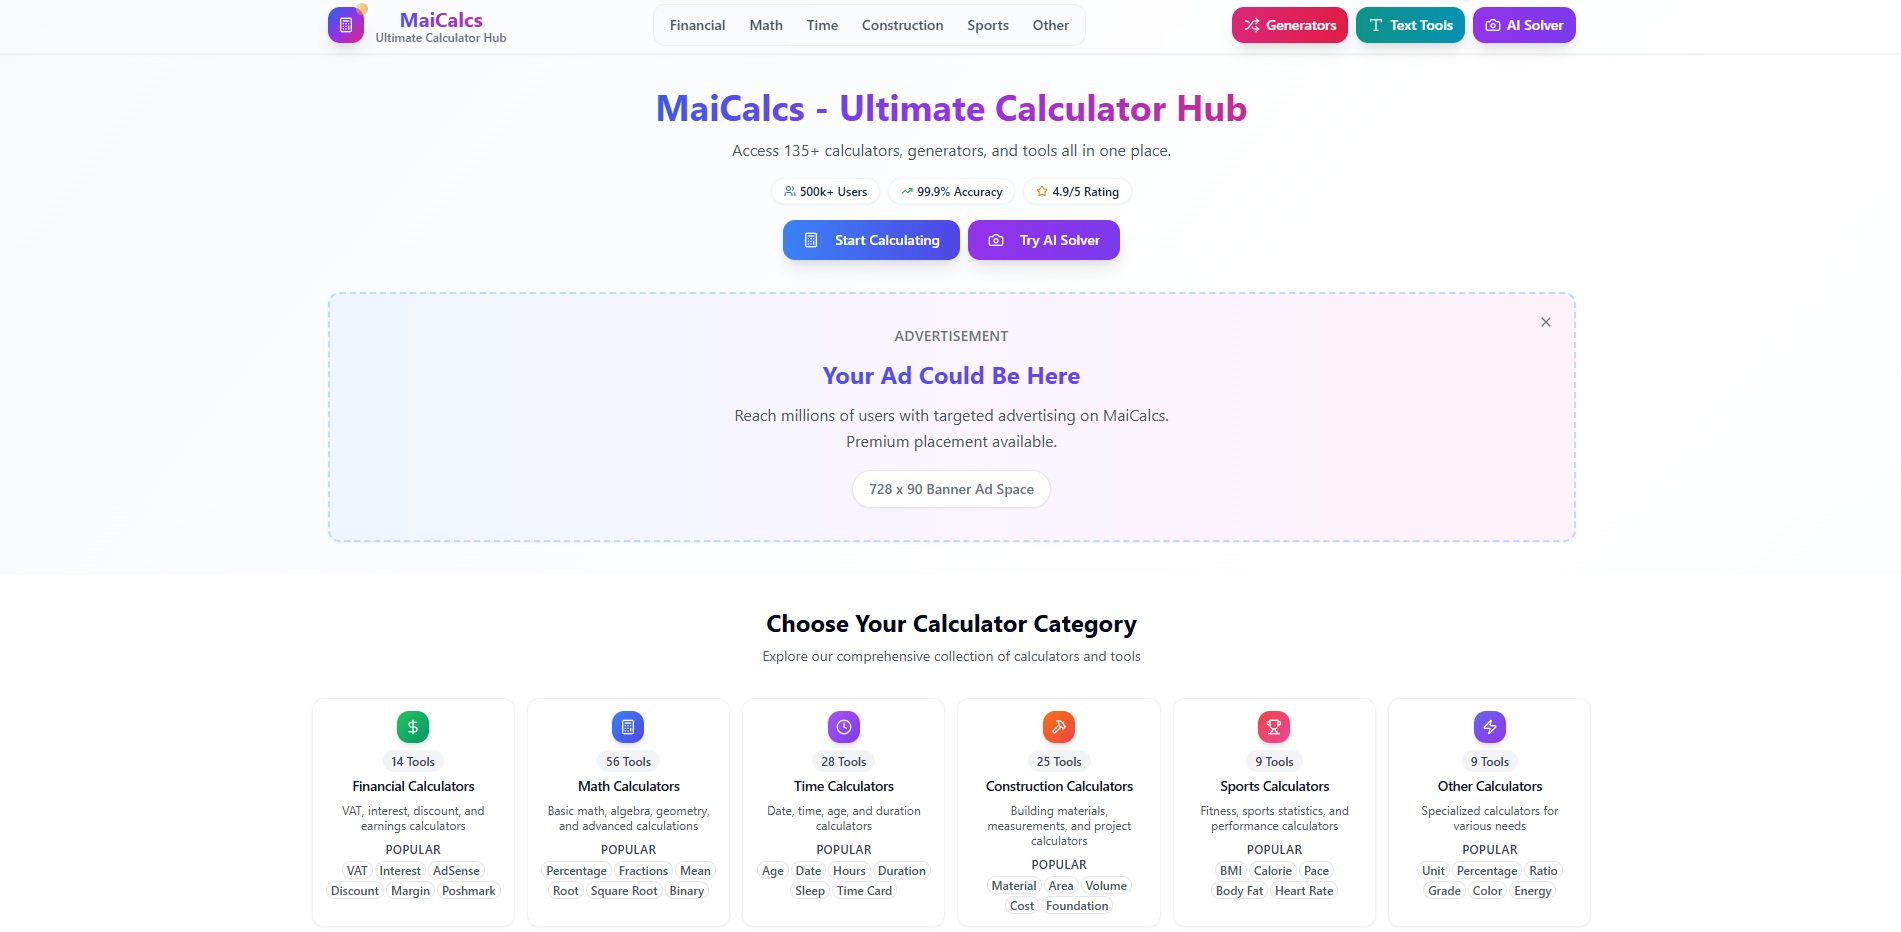 MaiCalcs
Ultimate Calculator Hub
Financial Math Time Construction Sports Other
Generators Text Tools AI Solver
MaiCalcs - Ultimate Calculator Hub
Access 135+ calculators, generators, and tools all in one place.
500k+ Users 99.9% Accuracy 4.9/5 Rating
Start Calculating Try AI Solver
ADVERTISEMENT
Your Ad Could Be Here
Reach millions of users with targeted advertising on MaiCalcs.
Premium placement available.
728 x 90 Banner Ad Space
Choose Your Calculator Category
Explore our comprehensive collection of calculators and tools
14 Tools
Financial Calculators
VAT, interest, discount, and
earnings calculators
POPULAR
VAT Interest AdSense
Discount Margin Poshmark
56 Tools
Math Calculators
Basic math, algebra, geometry,
and advanced calculations
POPULAR
Percentage Fractions Mean
Root Square Root Binary
28 Tools
Time Calculators
Date, time, age, and duration
calculators
POPULAR
Age Date Hours Duration
Sleep Time Card
25 Tools
Construction Calculators
Building materials,
measurements, and project
calculators
POPULAR
Material Area Volume
Cost Foundation
9 Tools
Sports Calculators
Fitness, sports statistics, and
performance calculators
POPULAR
BMI Calorie Pace
Body Fat Heart Rate
9 Tools
Other Calculators
Specialized calculators for
various needs
POPULAR
Unit Percentage Ratio
Grade Color Energy